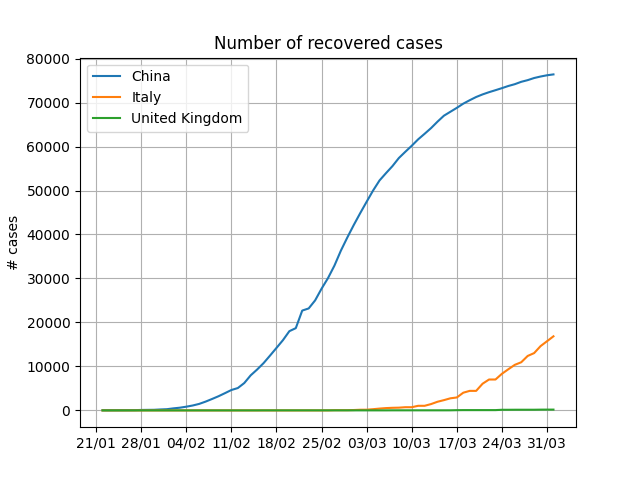 Number of recovered cases
China
Italy
United Kingdom
# cases
80000
70000
60000
50000
40000
30000
20000
10000
0
21/01 28/01 04/02 11/02 18/02 25/02 03/03 10/03 17/03 24/03 31/03